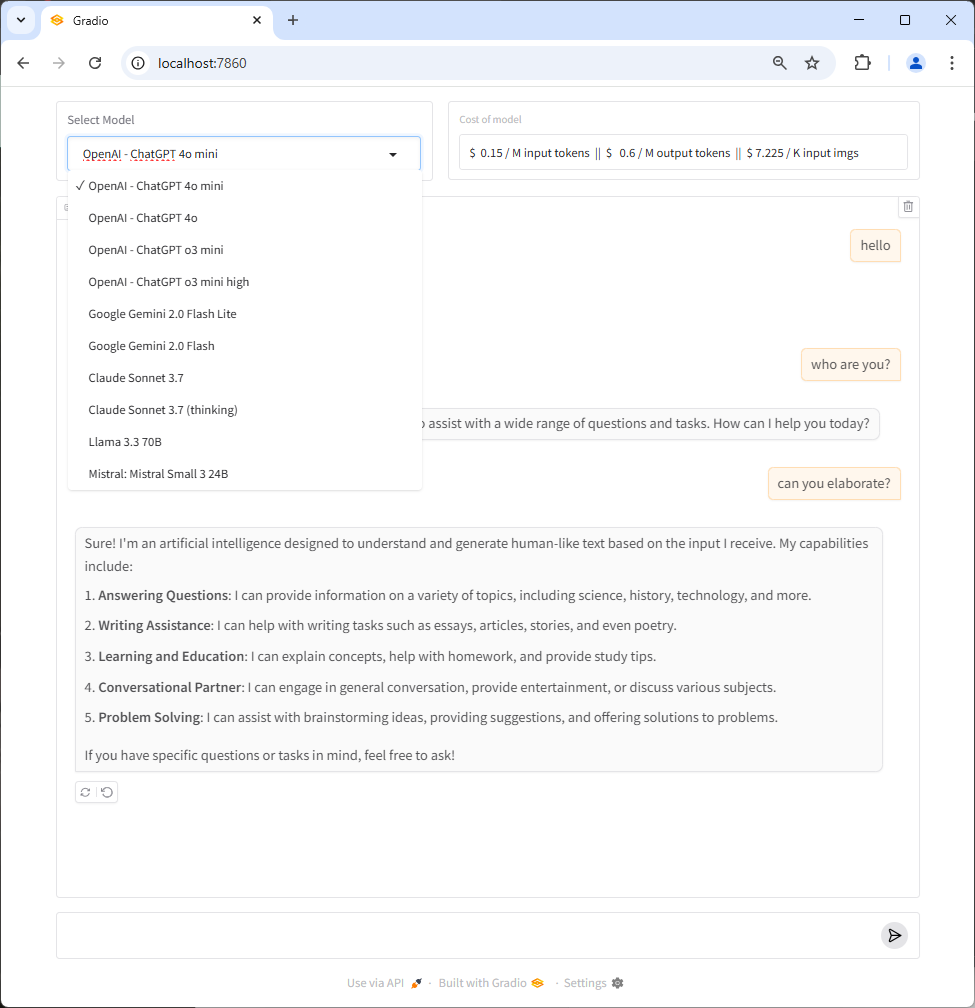 Gradio
localhost:7860
Select Model
Cost of model
OpenAI - ChatGPT 4o mini
$ 0.15 / M input tokens || $ 0.6 / M output tokens || $ 7.225 / K input imgs
✓ OpenAI - ChatGPT 4o mini
OpenAI - ChatGPT 4o
OpenAI - ChatGPT o3 mini
OpenAI - ChatGPT o3 mini high
Google Gemini 2.0 Flash Lite
Google Gemini 2.0 Flash
Claude Sonnet 3.7
Claude Sonnet 3.7 (thinking)
Llama 3.3 70B
Mistral: Mistral Small 3 24B
hello
who are you?
assist with a wide range of questions and tasks. How can I help you today?
can you elaborate?
Sure! I'm an artificial intelligence designed to understand and generate human-like text based on the input I receive. My capabilities
include:
1. Answering Questions: I can provide information on a variety of topics, including science, history, technology, and more.
2. Writing Assistance: I can help with writing tasks such as essays, articles, stories, and even poetry.
3. Learning and Education: I can explain concepts, help with homework, and provide study tips.
4. Conversational Partner: I can engage in general conversation, provide entertainment, or discuss various subjects.
5. Problem Solving: I can assist with brainstorming ideas, providing suggestions, and offering solutions to problems.
If you have specific questions or tasks in mind, feel free to ask!
Use via API · Built with Gradio · Settings